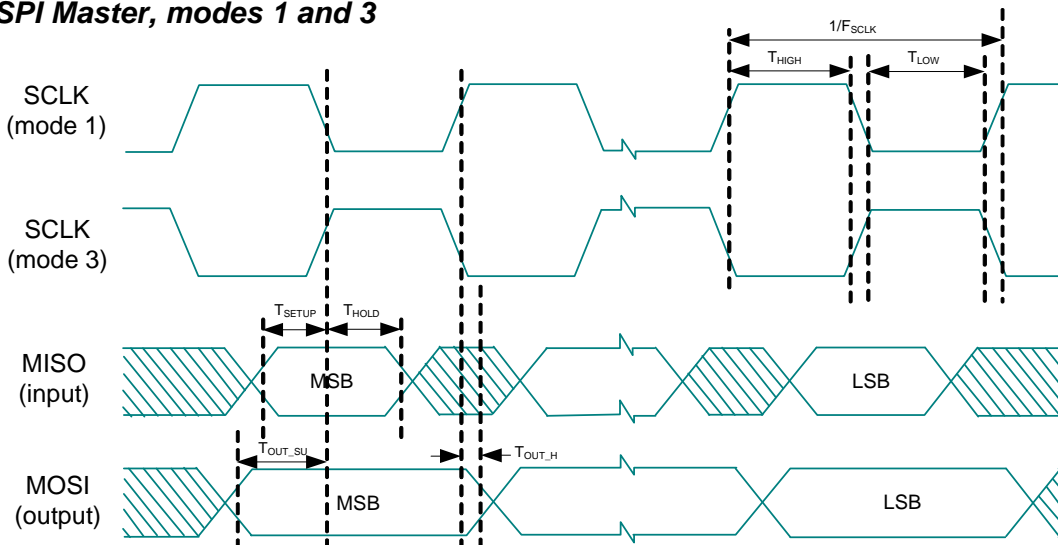 SPI Master, modes 1 and 3
1/FSCLK
THIGH
TLOW
SCLK
(mode 1)
SCLK
(mode 3)
TSETUP
THOLD
MISO
(input)
MSB
LSB
TOUT_SU
TOUT_H
MOSI
(output)
MSB
LSB